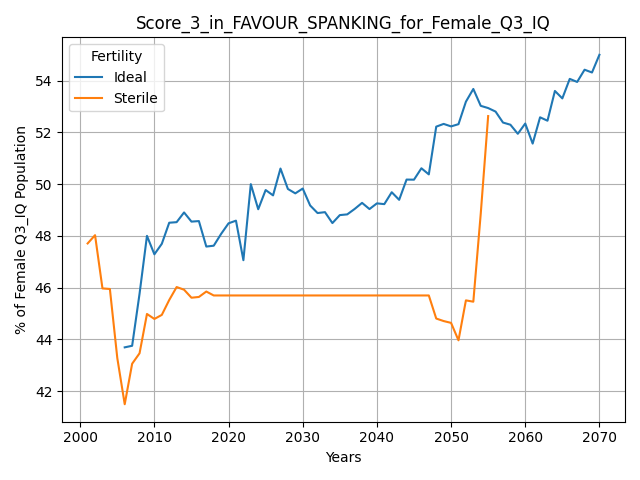 Score_3_in_FAVOUR_SPANKING_for_Female_Q3_IQ
Fertility
Ideal
Sterile
% of Female Q3_IQ Population
54
52
50
48
46
44
42
2000 2010 2020 2030 2040 2050 2060 2070
Years